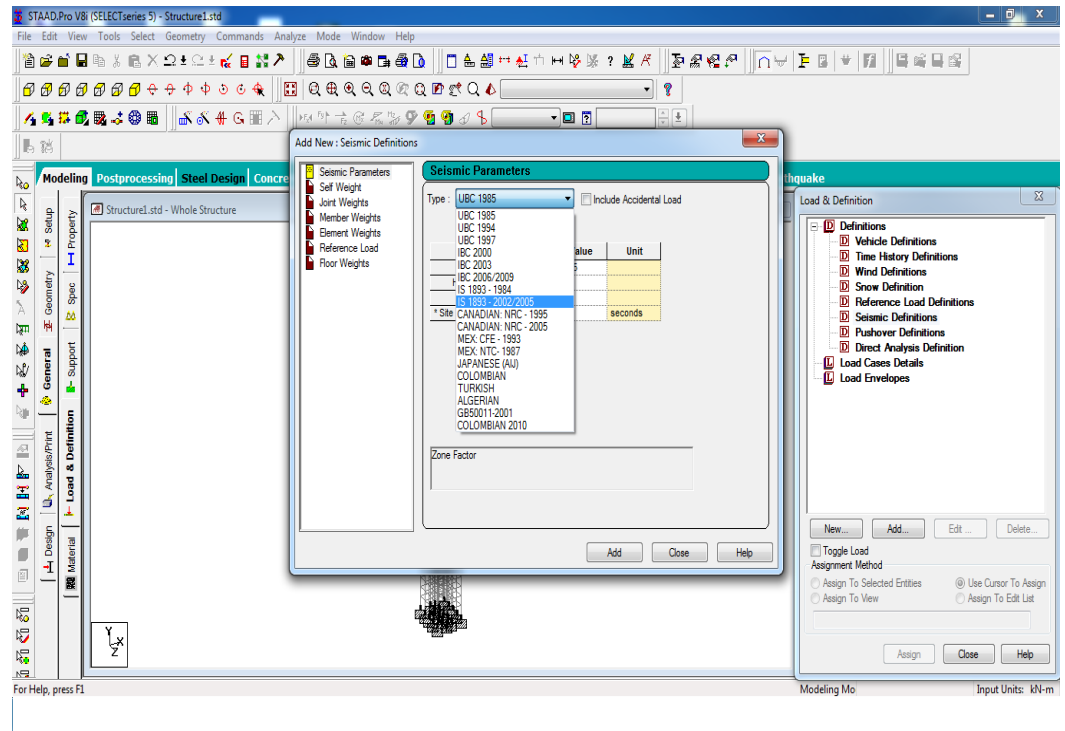 STAAD.Pro V8i (SELECTseries 5) - Structure1.std
File Edit View Tools Select Geometry Commands Analyze Mode Window Help
Modeling Postprocessing Steel Design Concre
Structure1.std - Whole Structure
Setup
Geometry
General
Analysis/Print
Design
Property
Spec
Support
Load & Definition
Material
Add New : Seismic Definitions
Seismic Parameters
Self Weight
Joint Weights
Member Weights
Element Weights
Reference Load
Floor Weights
Seismic Parameters
Type : UBC 1985
Include Accidental Load
UBC 1985
UBC 1994
UBC 1997
IBC 2000
IBC 2003
IBC 2006/2009
IS 1893 - 1984
IS 1893 - 2002/2005
CANADIAN: NRC - 1995
CANADIAN: NRC - 2005
MEX: CFE - 1993
MEX: NTC- 1987
JAPANESE (AIJ)
COLOMBIAN
TURKISH
ALGERIAN
GB50011-2001
COLOMBIAN 2010
alue Unit
* Site
seconds
Zone Factor
Add Close Help
hquake
Load & Definition
Definitions
Vehicle Definitions
Time History Definitions
Wind Definitions
Snow Definition
Reference Load Definitions
Seismic Definitions
Pushover Definitions
Direct Analysis Definition
Load Cases Details
Load Envelopes
New... Add... Edit ... Delete...
Toggle Load
Assignment Method
Assign To Selected Entities Use Cursor To Assign
Assign To View Assign To Edit List
Assign Close Help
Y
X
Z
For Help, press F1 Modeling Mo Input Units: kN-m